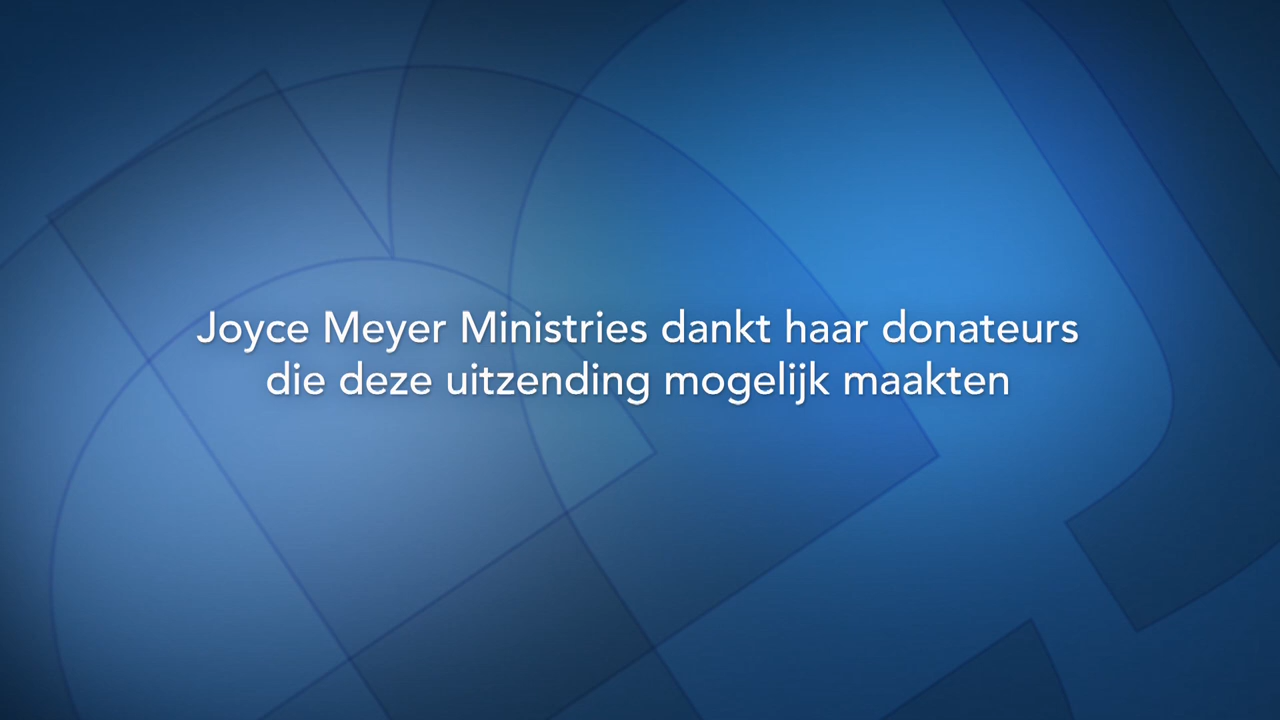 Joyce Meyer Ministries dankt haar donateurs
die deze uitzending mogelijk maakten